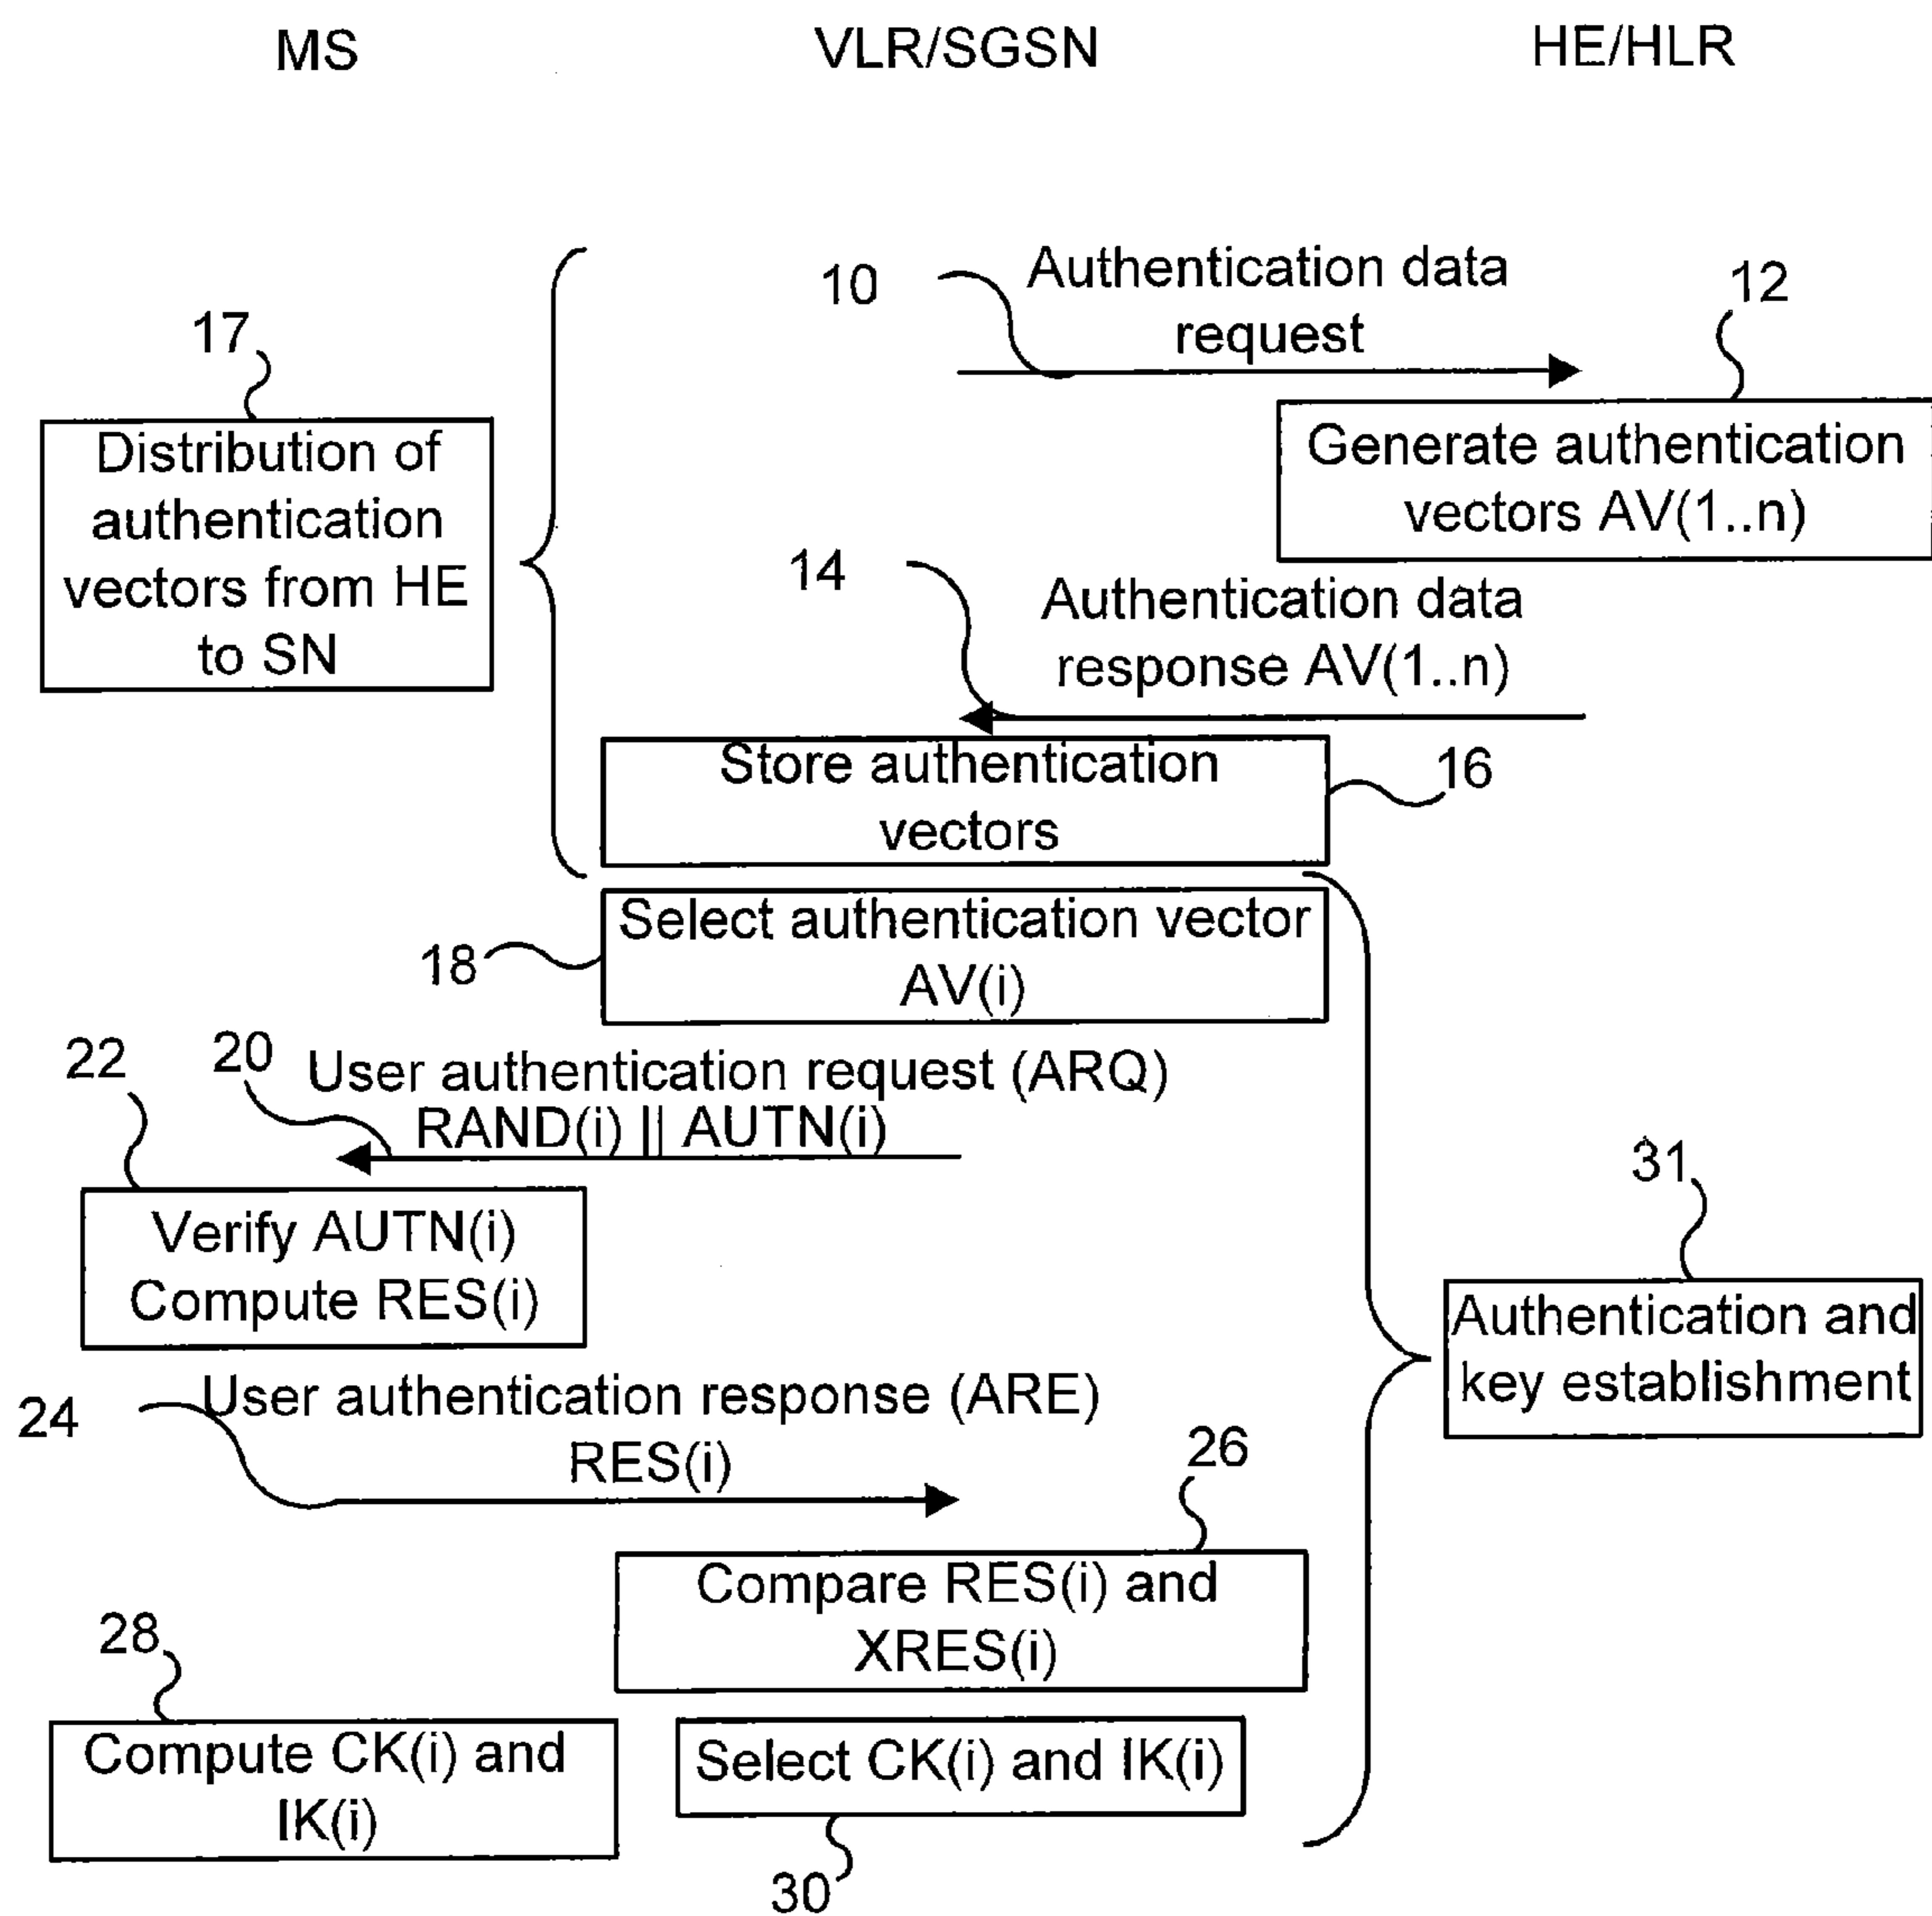 MS
VLR/SGSN
HE/HLR
10
Authentication data
request
12
17
Distribution of
authentication
vectors from HE
to SN
Generate authentication
vectors AV(1..n)
14
Authentication data
response AV(1..n)
Store authentication
vectors
16
Select authentication vector
AV(i)
18
22
20
User authentication request (ARQ)
RAND(i) || AUTN(i)
31
Verify AUTN(i)
Compute RES(i)
Authentication and
key establishment
24
User authentication response (ARE)
RES(i)
26
Compare RES(i) and
XRES(i)
28
Compute CK(i) and
IK(i)
Select CK(i) and IK(i)
30